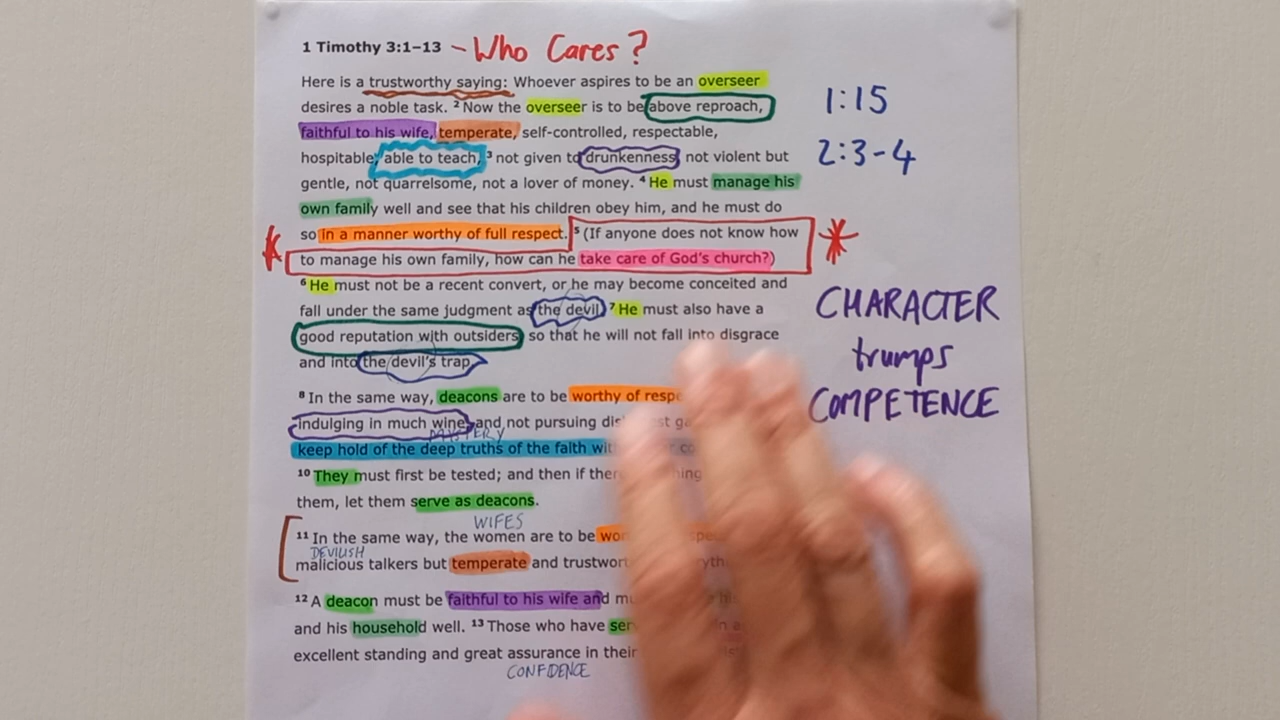 1 Timothy 3:1–13 ~ Who Cares?
Here is a trustworthy saying: Whoever aspires to be an overseer
desires a noble task. ² Now the overseer is to be above reproach,
faithful to his wife, temperate, self-controlled, respectable,
hospitable, able to teach, ³ not given to drunkenness, not violent but
gentle, not quarrelsome, not a lover of money. ⁴ He must manage his
own family well and see that his children obey him, and he must do
so in a manner worthy of full respect. ⁵ (If anyone does not know how
to manage his own family, how can he take care of God's church?)
⁶ He must not be a recent convert, or he may become conceited and
fall under the same judgment as the devil. ⁷ He must also have a
good reputation with outsiders, so that he will not fall into disgrace
and into the devil's trap.
⁸ In the same way, deacons are to be worthy of
indulging in much wine, and not pursuing
MYSTERY
keep hold of the deep truths of the faith
¹⁰ They must first be tested; and then if
them, let them serve as deacons.
WIFES
¹¹ In the same way, the women are to be
DEVILISH
malicious talkers but temperate and
¹² A deacon must be faithful to his wife and
and his household well. ¹³ Those who have
excellent standing and great assurance in their
CONFIDENCE
1:15
2:3-4
CHARACTER
trumps
COMPETENCE